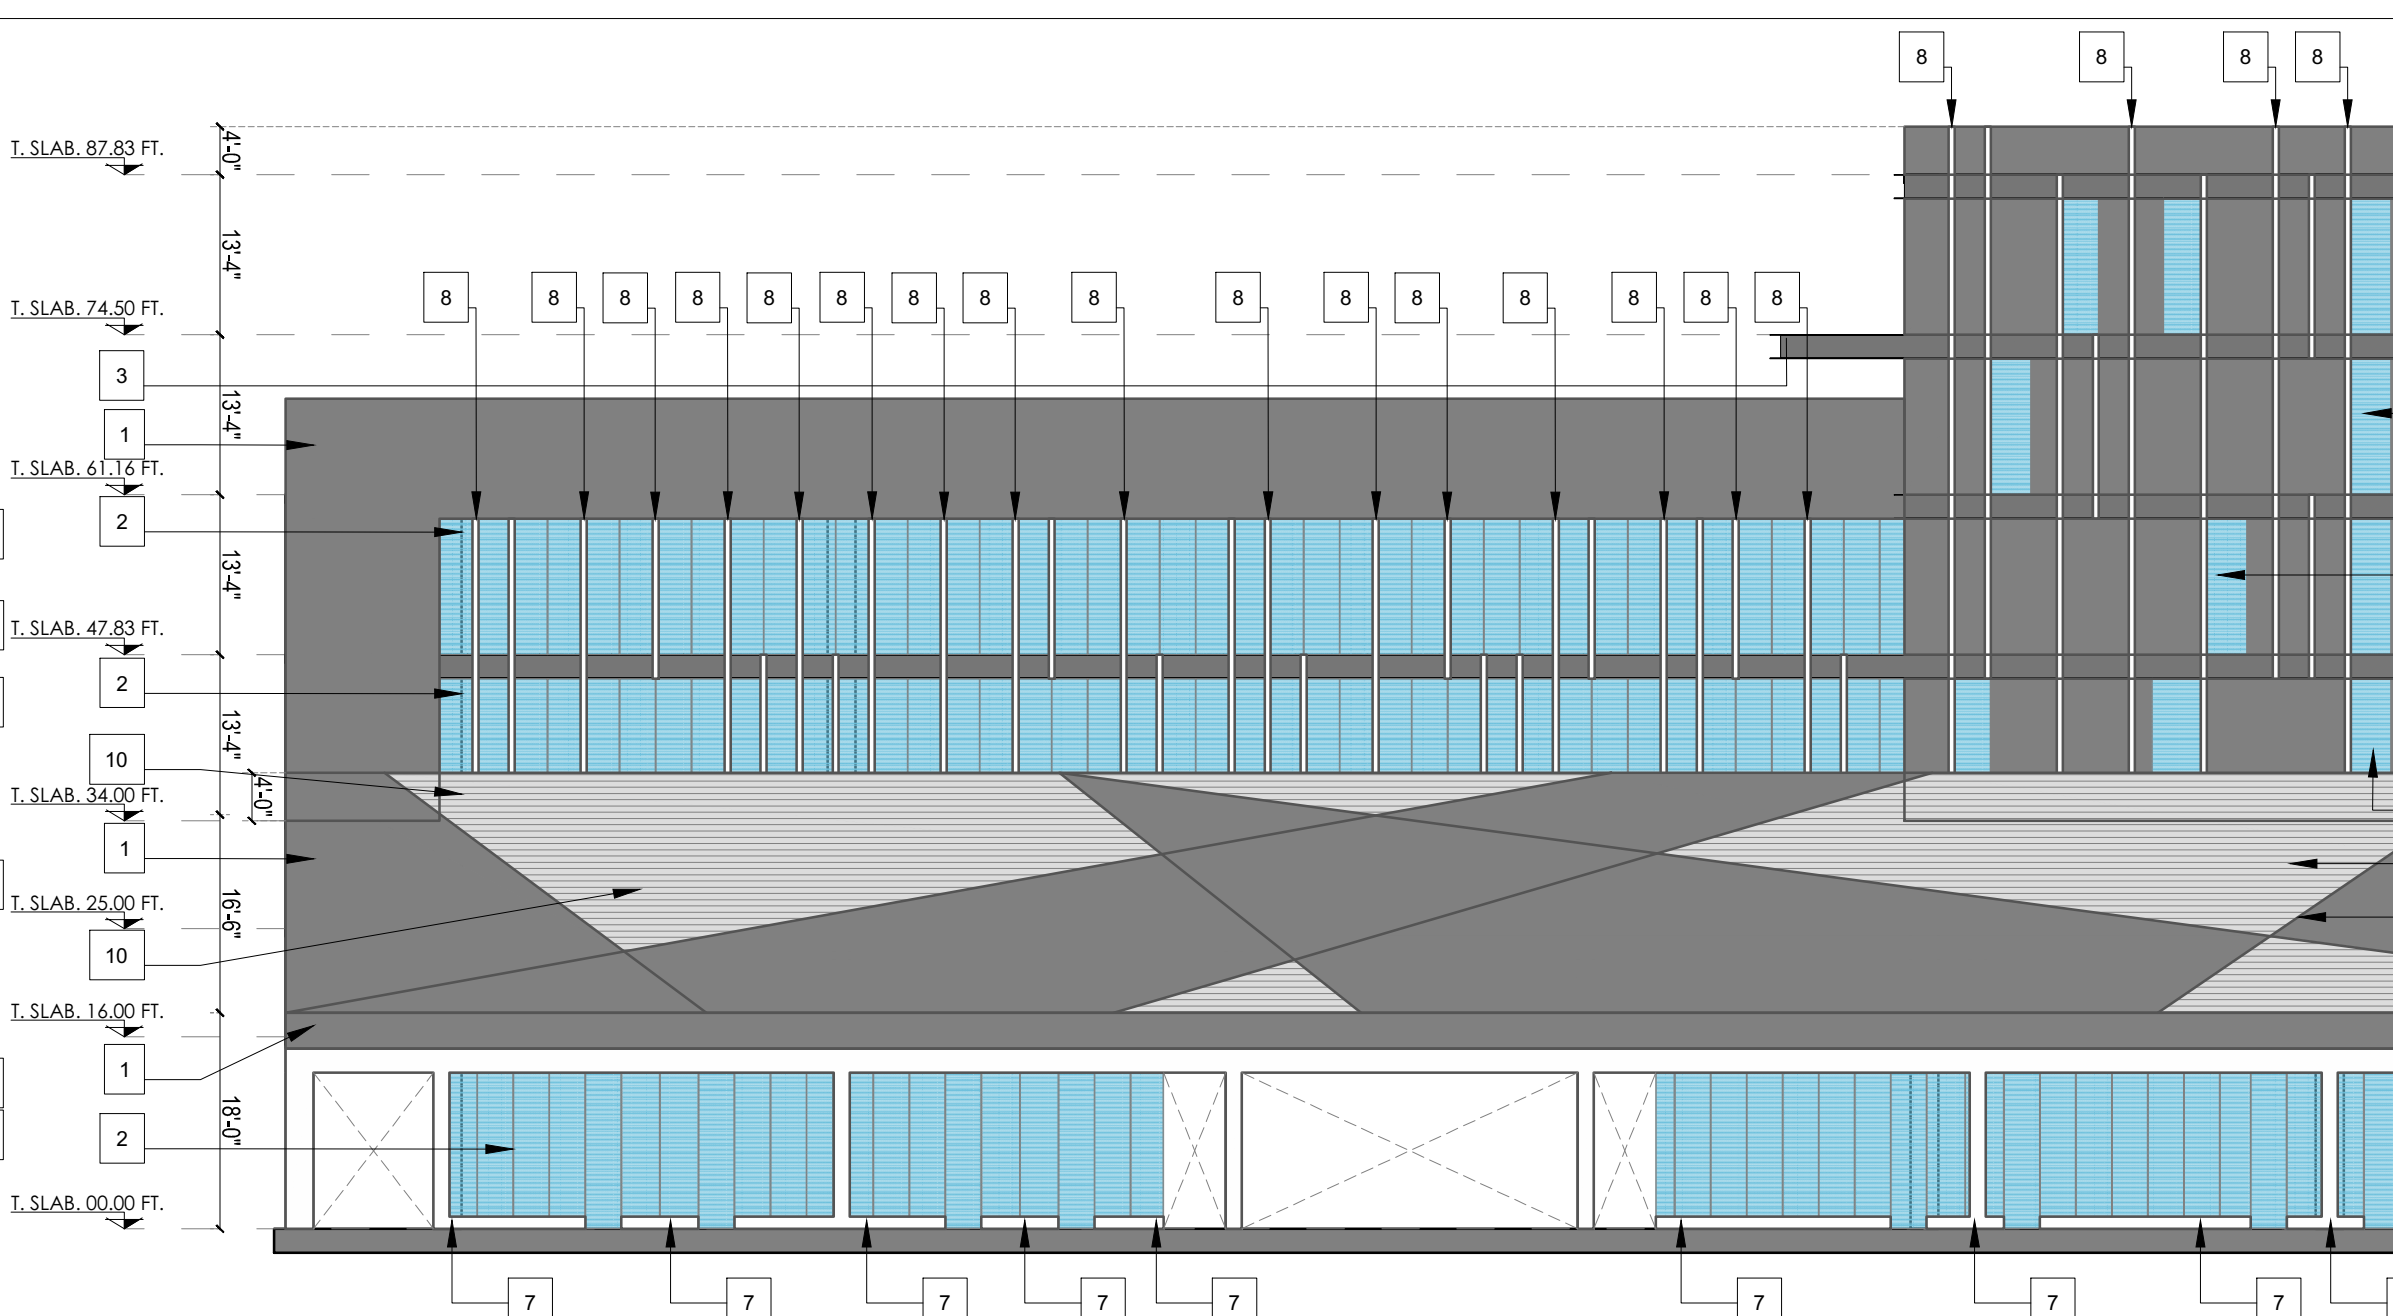 8 8 8 8
T. SLAB. 87.83 FT.
4'-0"
13'-4"
8 8 8 8 8 8 8 8 8 8 8 8 8 8 8 8
T. SLAB. 74.50 FT.
3
13'-4"
1
T. SLAB. 61.16 FT.
2
13'-4"
T. SLAB. 47.83 FT.
2
13'-4"
10
T. SLAB. 34.00 FT.
4'-0"
1
T. SLAB. 25.00 FT.
16'-6"
10
T. SLAB. 16.00 FT.
1
18'-0"
2
T. SLAB. 00.00 FT.
7 7 7 7 7 7 7 7